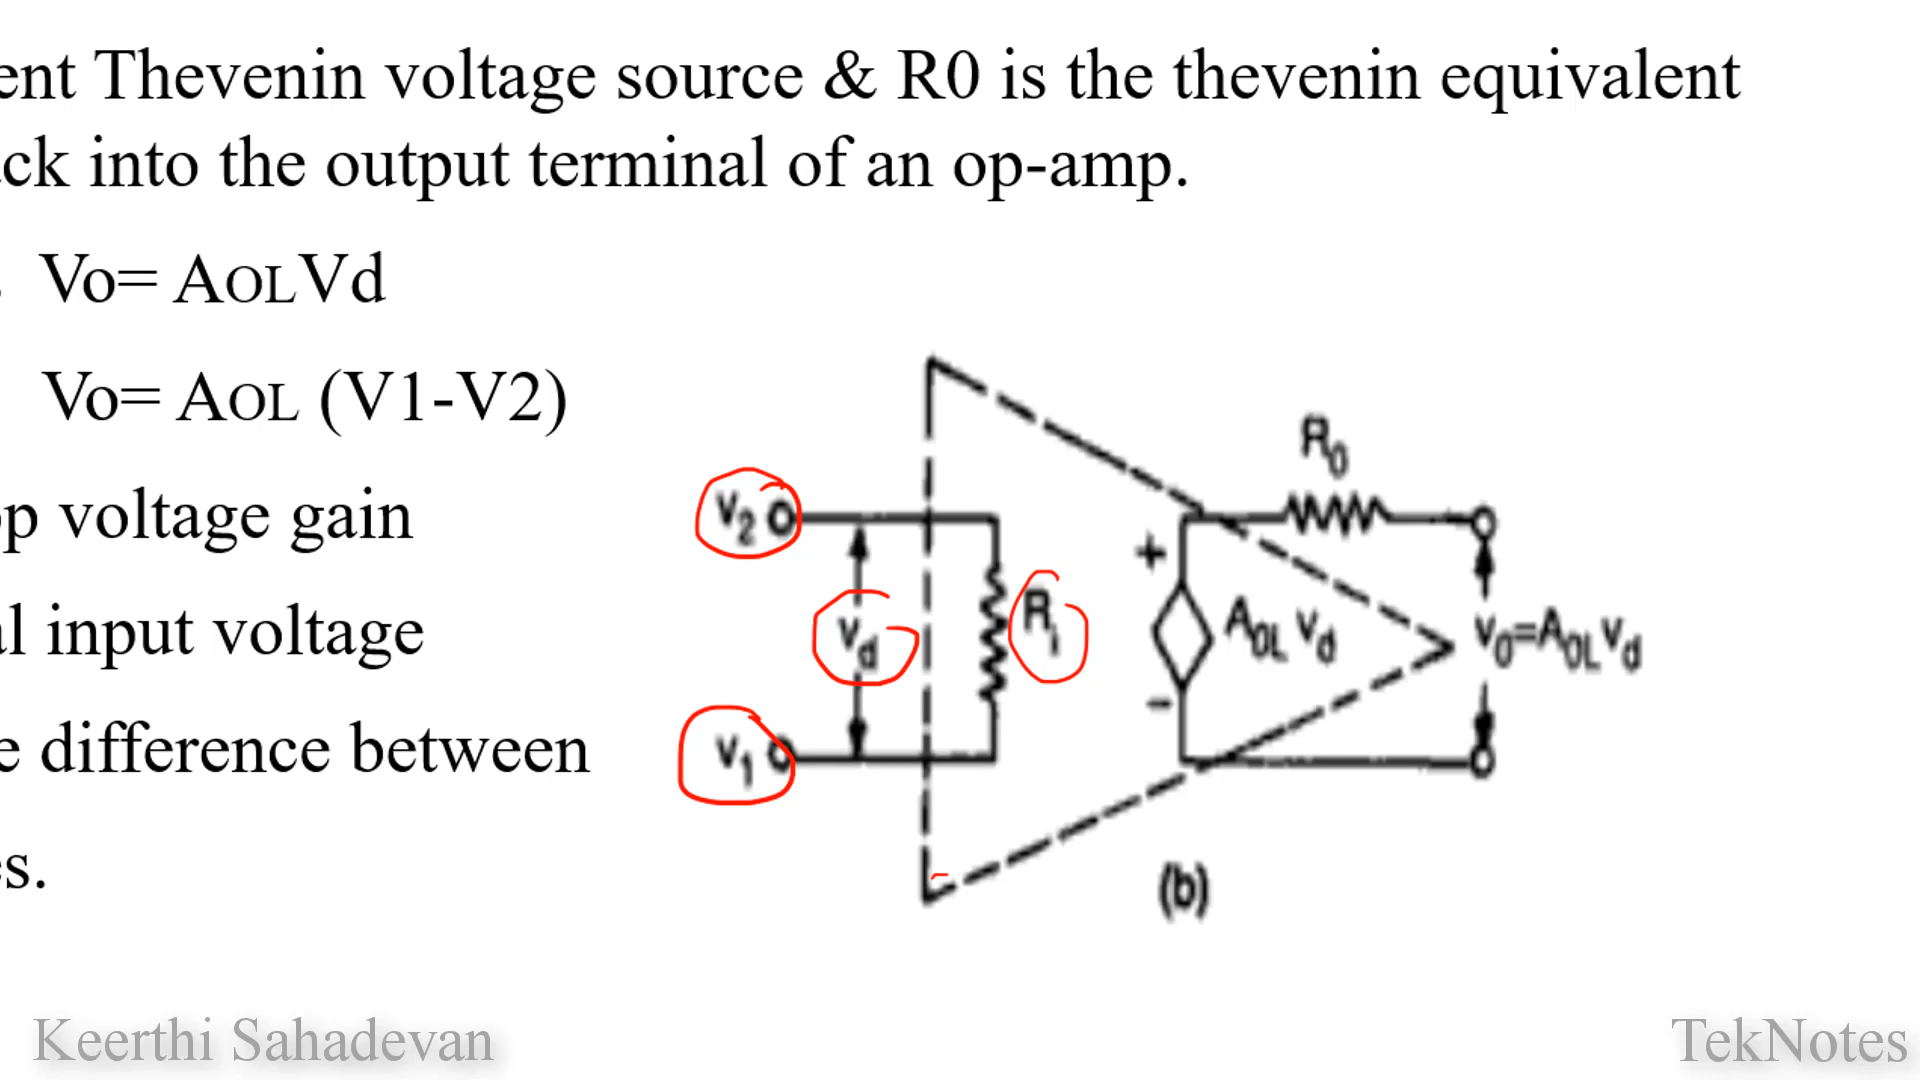 ent Thevenin voltage source & R0 is the thevenin equivalent
ck into the output terminal of an op-amp.
Vo= AOLVd
Vo= AOL (V1-V2)
p voltage gain
l input voltage
e difference between
s.
V2
Vd
V1
Ri
+
-
AOL Vd
R0
V0=AOLVd
(b)
Keerthi Sahadevan
TekNotes